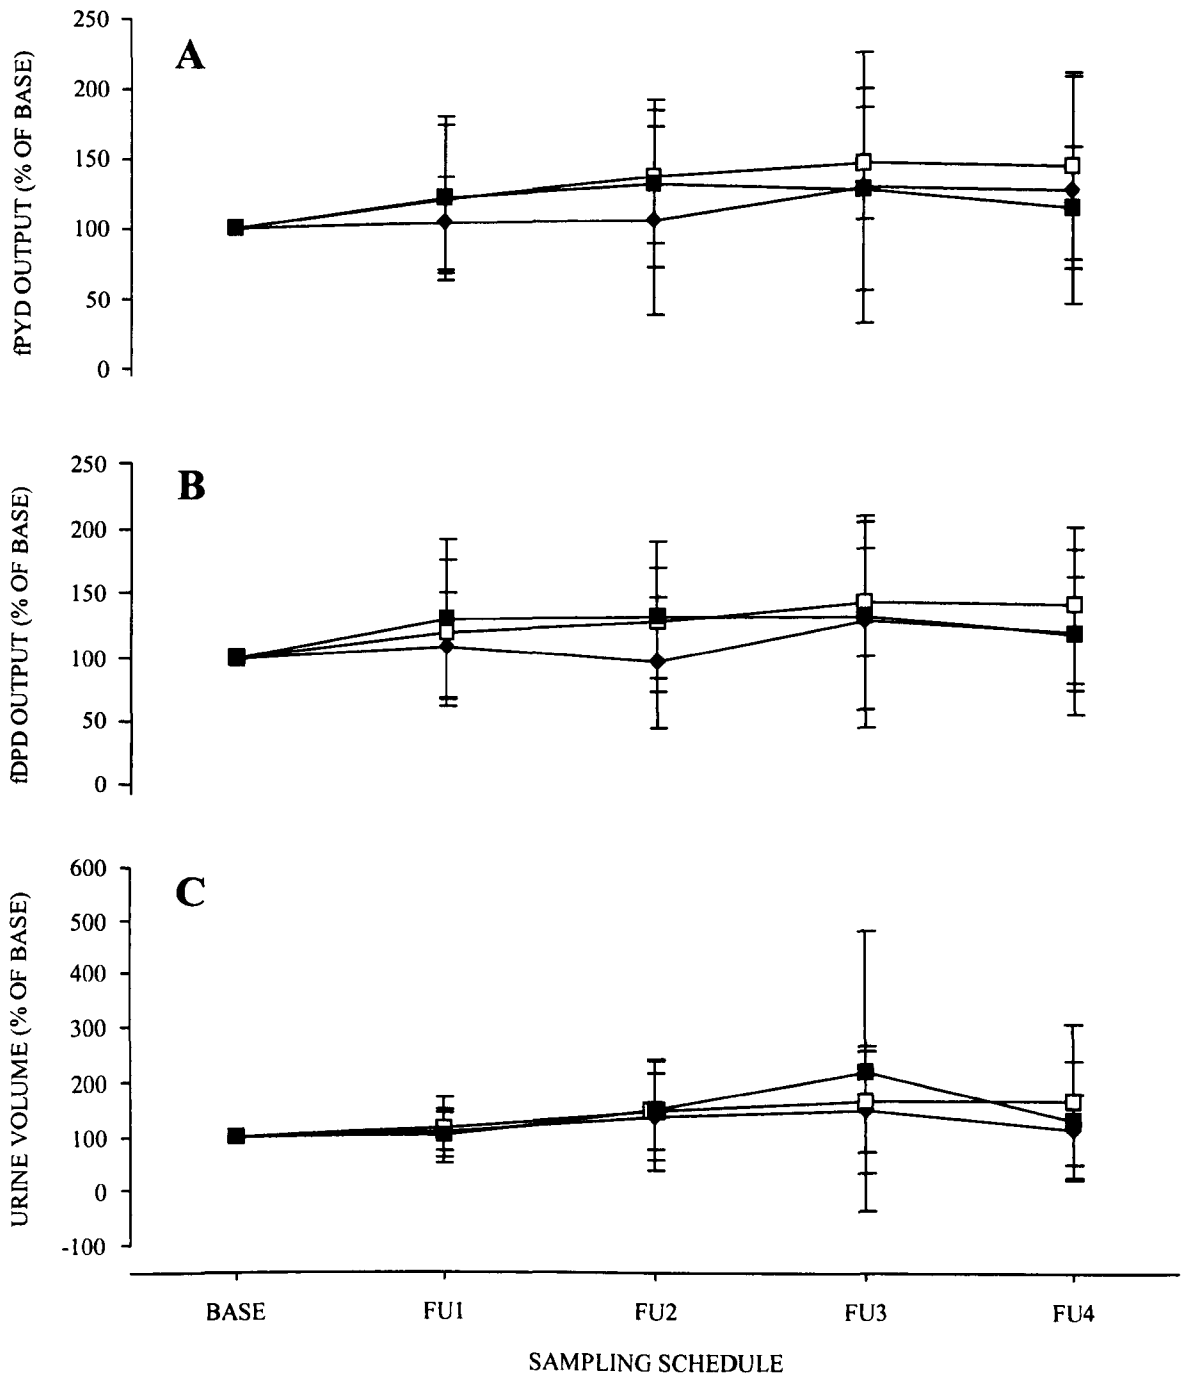 A
fPYD OUTPUT (% OF BASE)
250
200
150
100
50
0
B
fDPD OUTPUT (% OF BASE)
250
200
150
100
50
0
C
URINE VOLUME (% OF BASE)
600
500
400
300
200
100
0
-100
BASE FU1 FU2 FU3 FU4
SAMPLING SCHEDULE